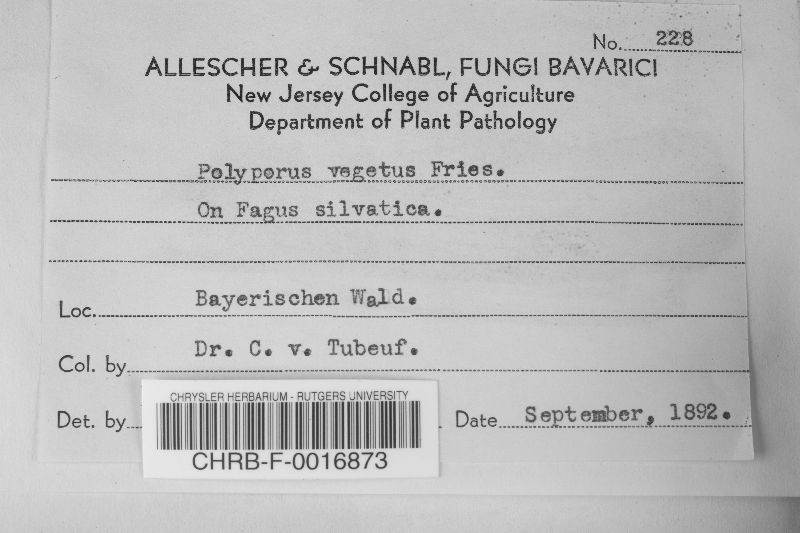 No. 228
ALLESCHER & SCHNABL, FUNGI BAVARICI
New Jersey College of Agriculture
Department of Plant Pathology
Polyporus vegetus Fries.
On Fagus silvatica.
Loc. Bayerischen Wald.
Col. by Dr. C. v. Tubeuf.
Det. by
Date September, 1892.
CHRYSLER HERBARIUM - RUTGERS UNIVERSITY
CHRB-F-0016873